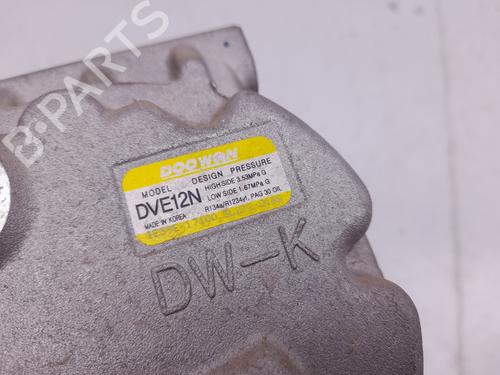 B-PARTS
DOOWON
MODEL DESIGN PRESSURE
DVE12N HIGH SIDE 3.53MPa G
LOW SIDE 1.67MPa G
MADE IN KOREA R134a/R1234yf, PAG 30 OIL
DW-K